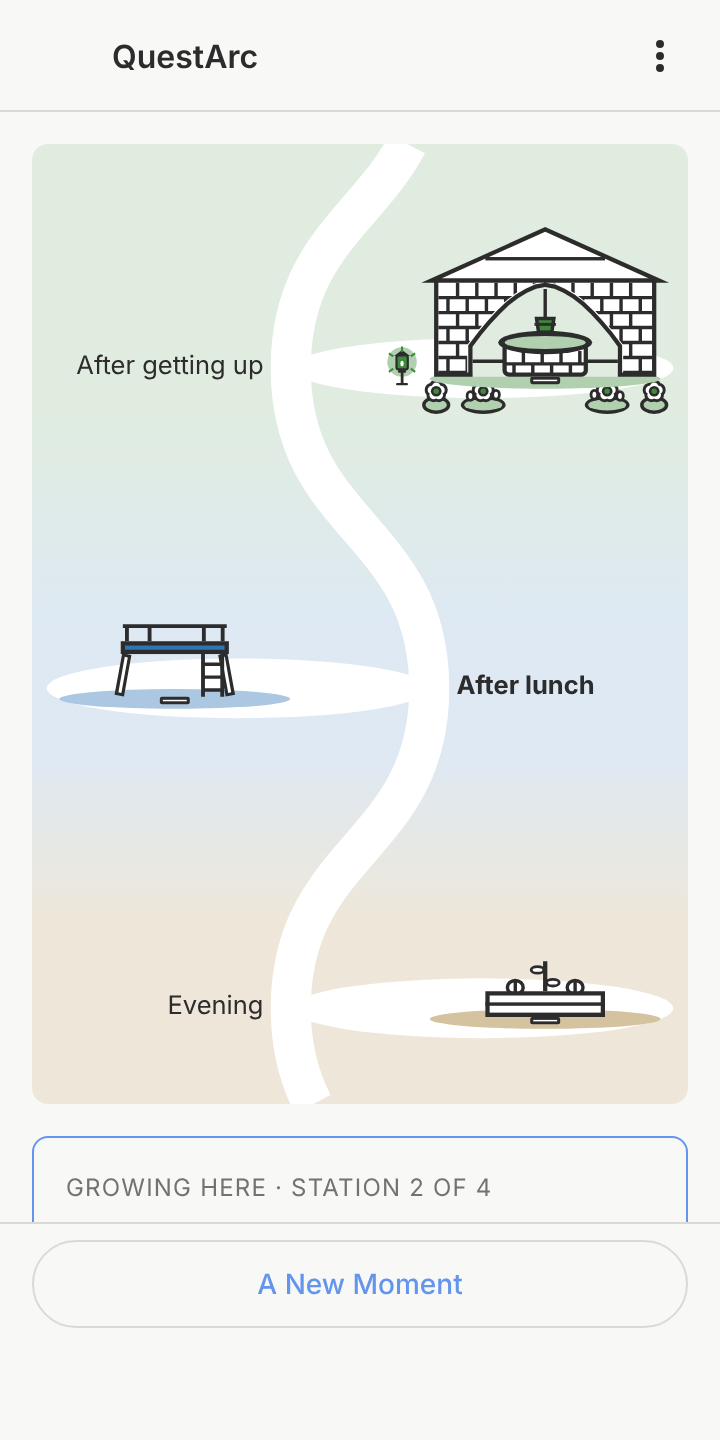 QuestArc
After getting up
After lunch
Evening
GROWING HERE · STATION 2 OF 4
A New Moment